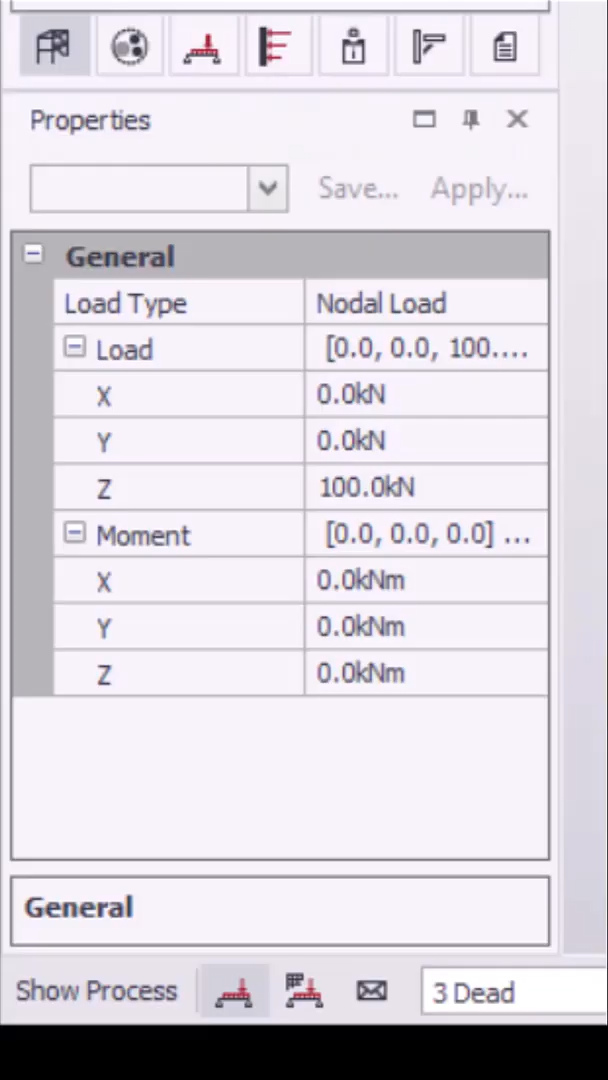 Properties
Save... Apply...
General
Load Type Nodal Load
Load [0.0, 0.0, 100....
X 0.0kN
Y 0.0kN
Z 100.0kN
Moment [0.0, 0.0, 0.0] ...
X 0.0kNm
Y 0.0kNm
Z 0.0kNm
General
Show Process 3 Dead